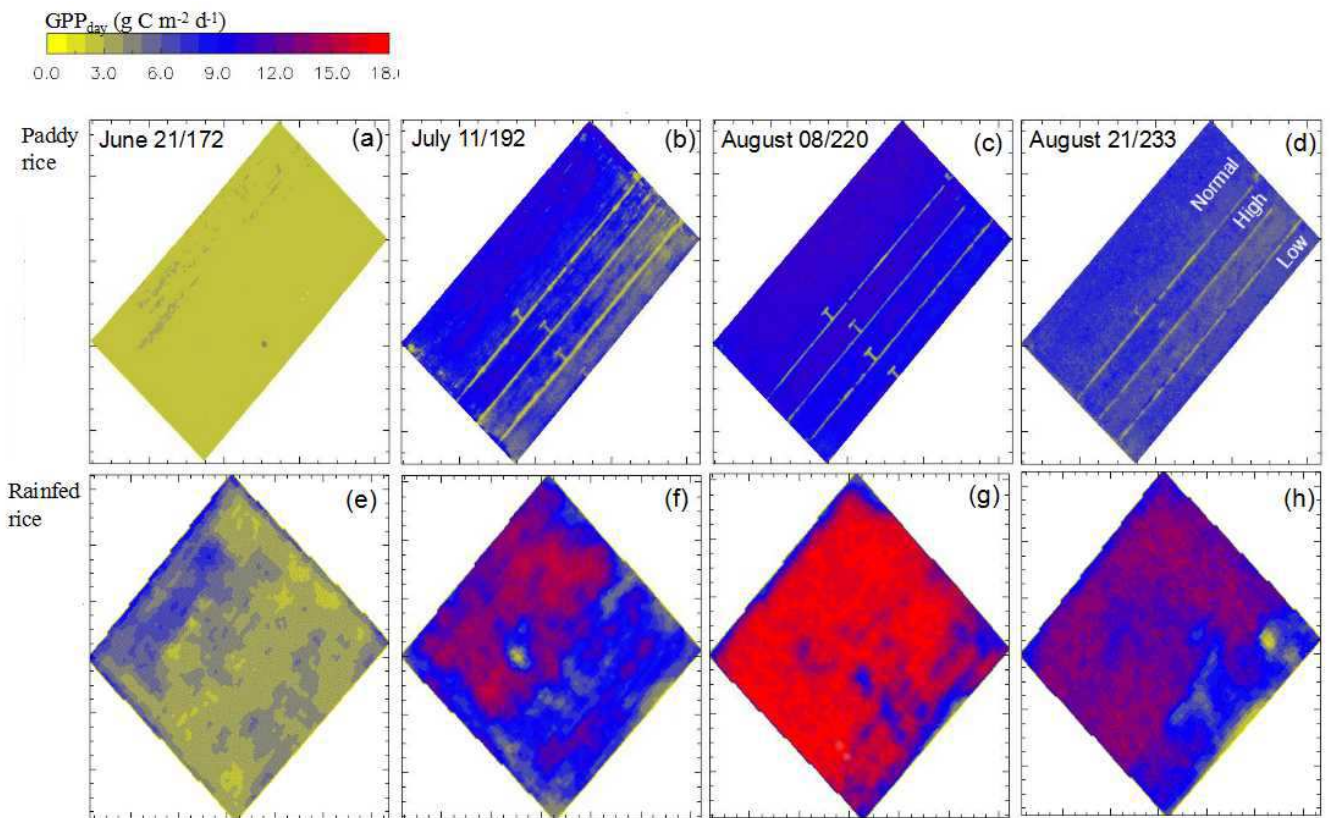 GPPday (g C m-2 d-1)
0.0 3.0 6.0 9.0 12.0 15.0 18.0
Paddy rice
June 21/172 (a)
July 11/192 (b)
August 08/220 (c)
August 21/233 (d)
Normal
High
Low
Rainfed rice
(e)
(f)
(g)
(h)